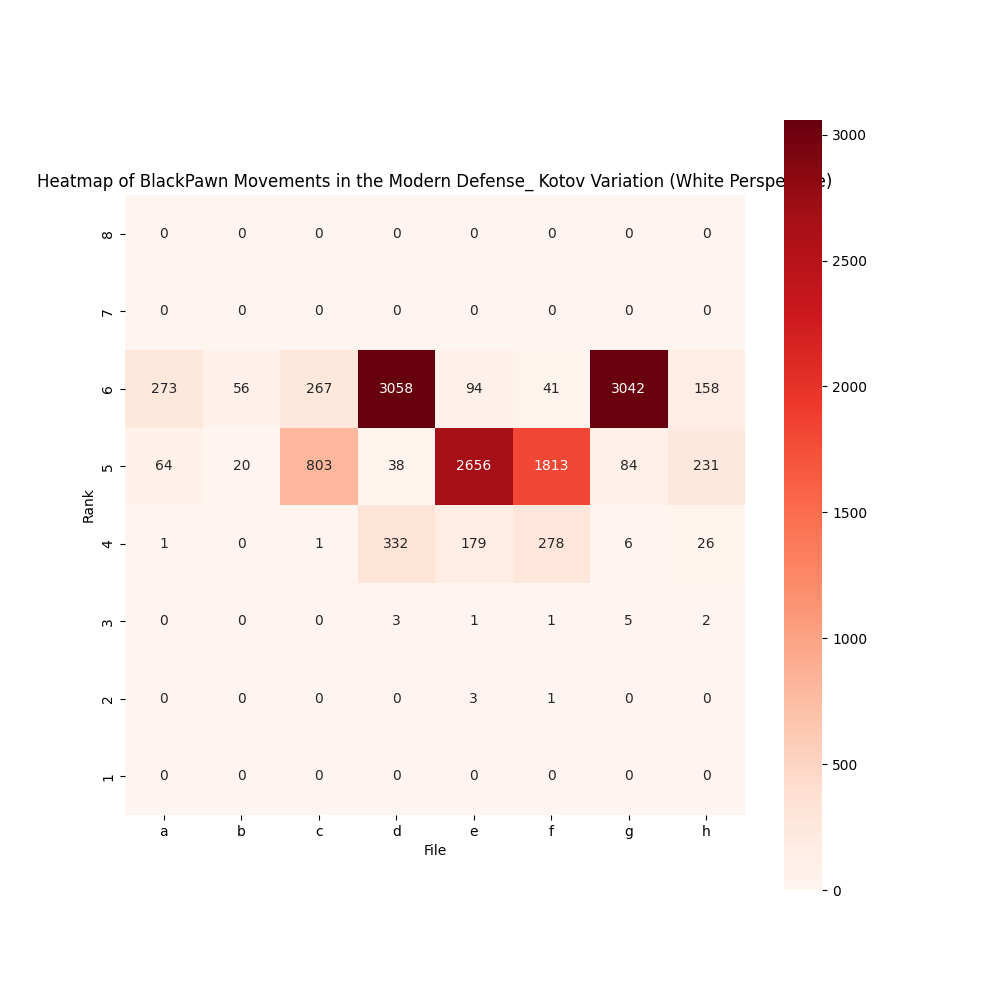 Heatmap of BlackPawn Movements in the Modern Defense_ Kotov Variation (White Perspective)
8 0 0 0 0 0 0 0 0
7 0 0 0 0 0 0 0 0
6 273 56 267 3058 94 41 3042 158
5 64 20 803 38 2656 1813 84 231
Rank
4 1 0 1 332 179 278 6 26
3 0 0 0 3 1 1 5 2
2 0 0 0 0 3 1 0 0
1 0 0 0 0 0 0 0 0
a b c d e f g h
File
3000
2500
2000
1500
1000
500
0